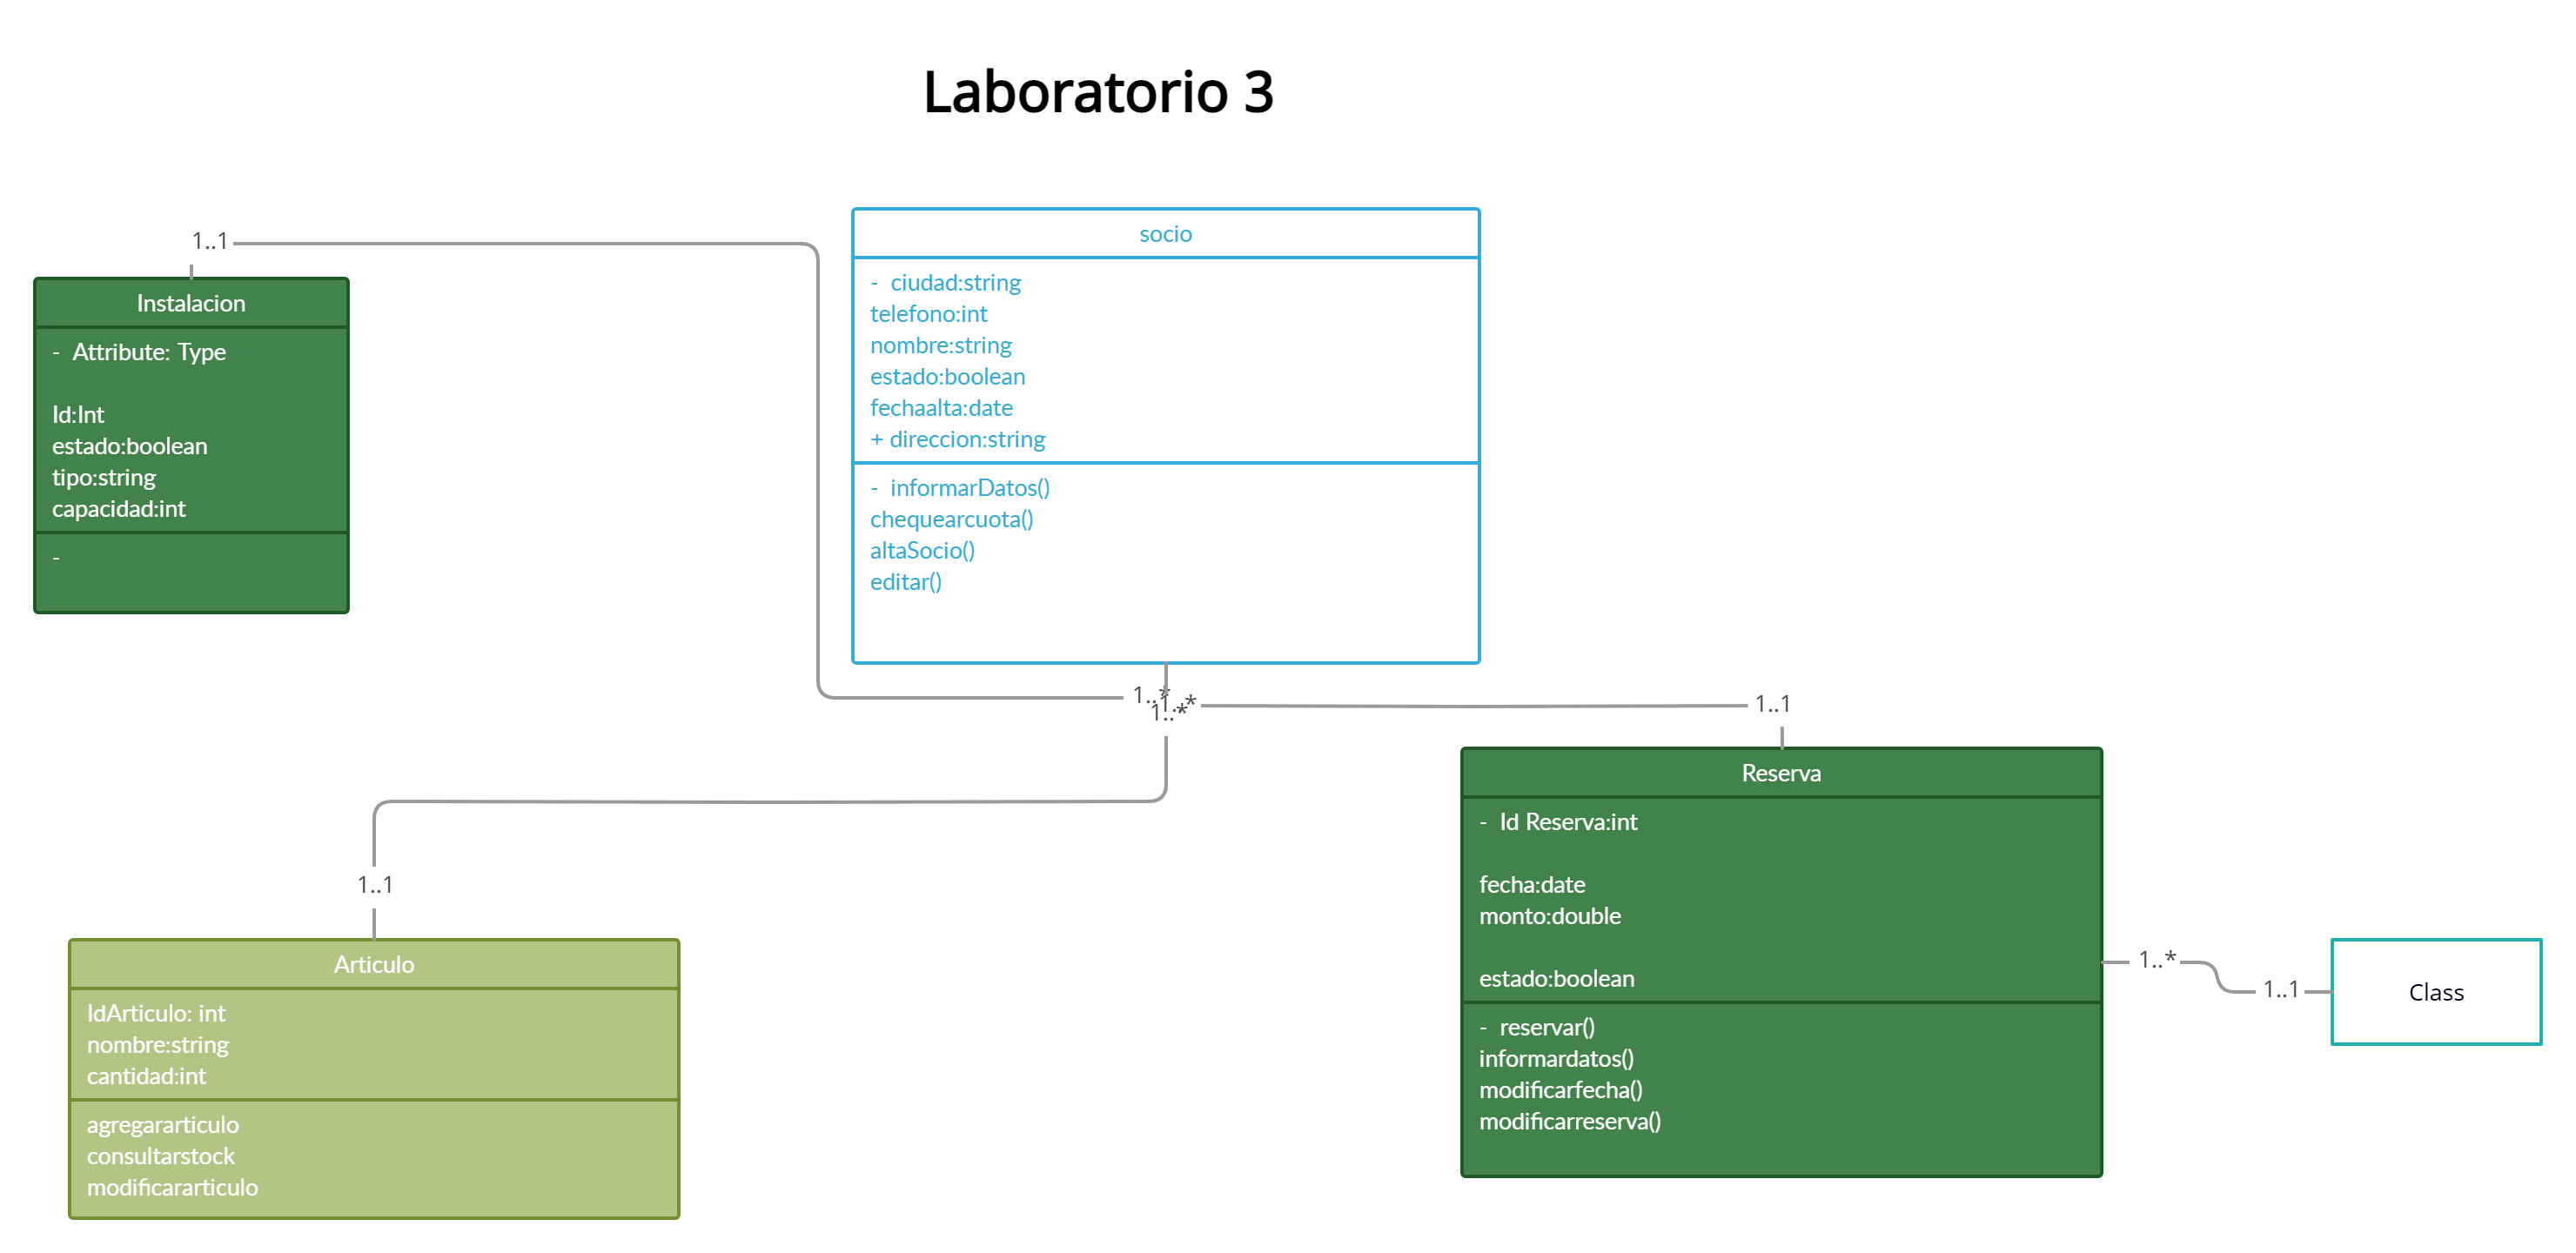 Laboratorio 3
1..1
Instalacion
- Attribute: Type
Id:Int
estado:boolean
tipo:string
capacidad:int
-
socio
- ciudad:string
telefono:int
nombre:string
estado:boolean
fechaalta:date
+ direccion:string
- informarDatos()
chequearcuota()
altaSocio()
editar()
1..*
1..*
1..*
1..1
1..1
Articulo
IdArticulo: int
nombre:string
cantidad:int
agregararticulo
consultarstock
modificararticulo
Reserva
- Id Reserva:int
fecha:date
monto:double
estado:boolean
- reservar()
informardatos()
modificarfecha()
modificarreserva()
1..*
1..1
Class